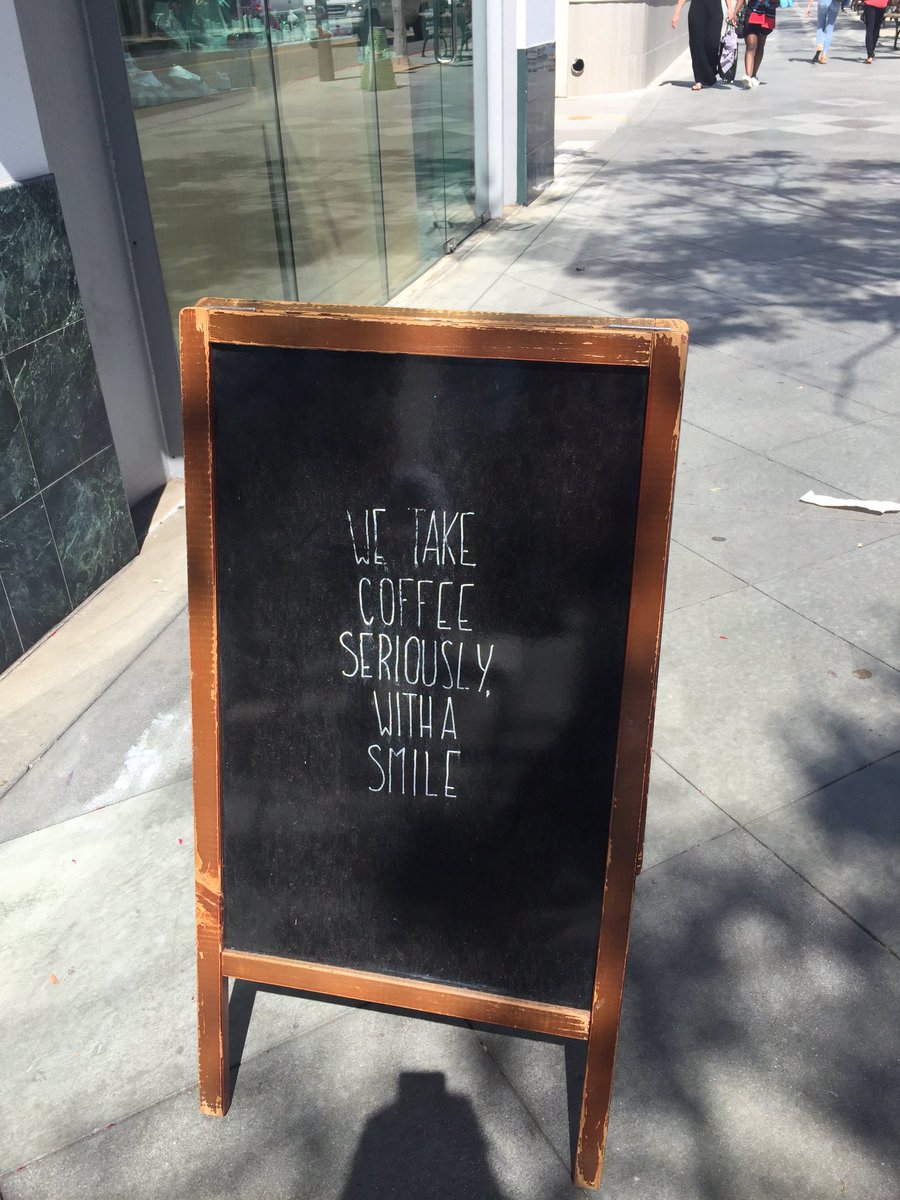 WE TAKE
COFFEE
SERIOUSLY,
WITH A
SMILE